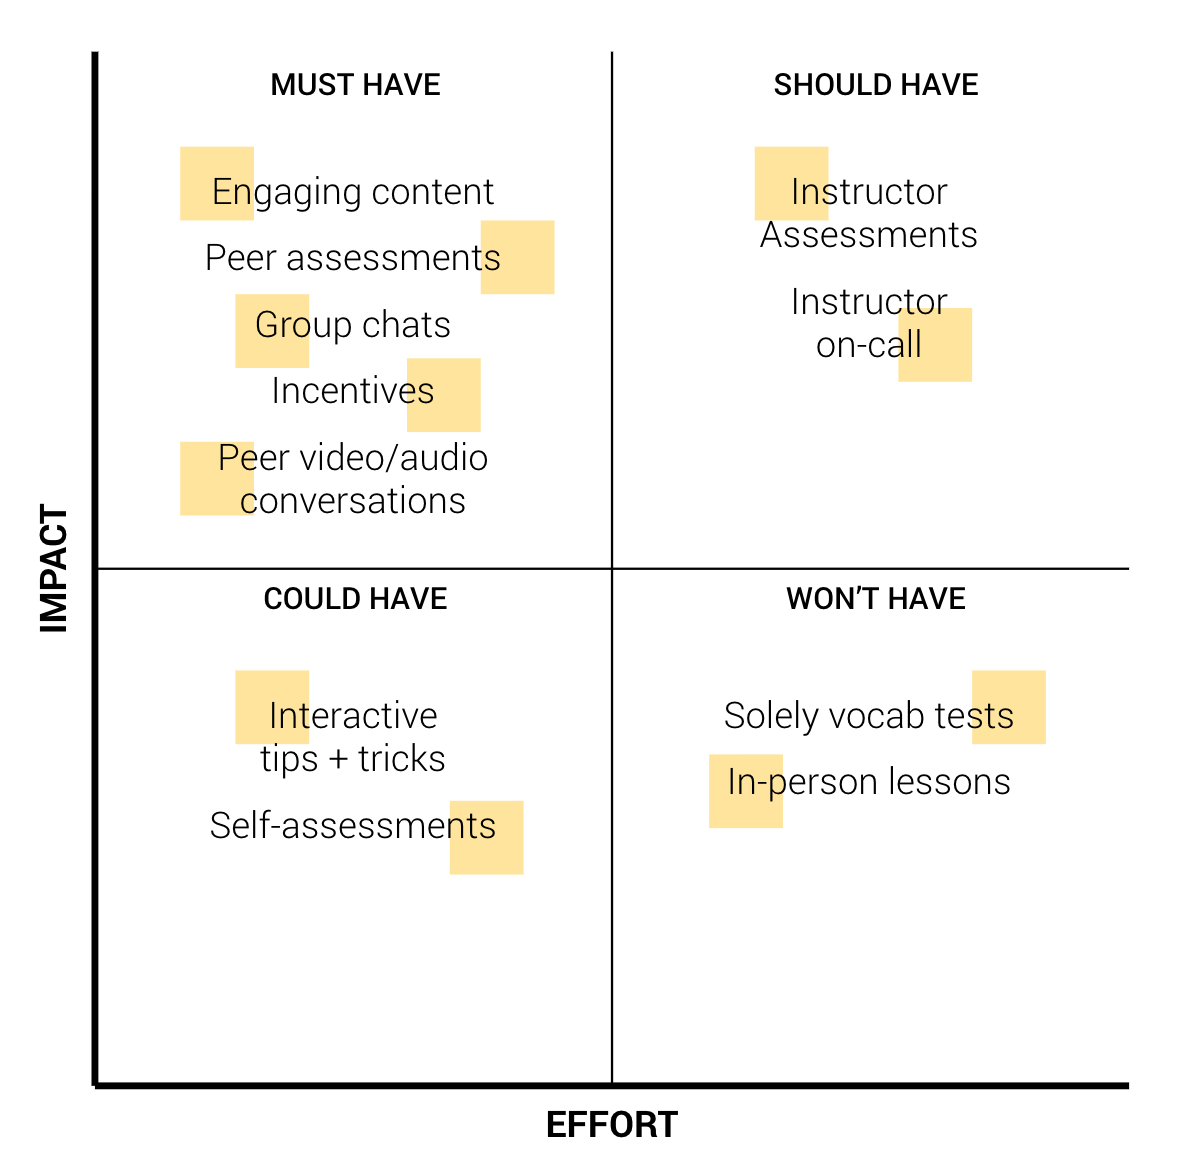 MUST HAVE
Engaging content
Peer assessments
Group chats
Incentives
Peer video/audio
conversations
SHOULD HAVE
Instructor
Assessments
Instructor
on-call
IMPACT
COULD HAVE
Interactive
tips + tricks
Self-assessments
WON’T HAVE
Solely vocab tests
In-person lessons
EFFORT